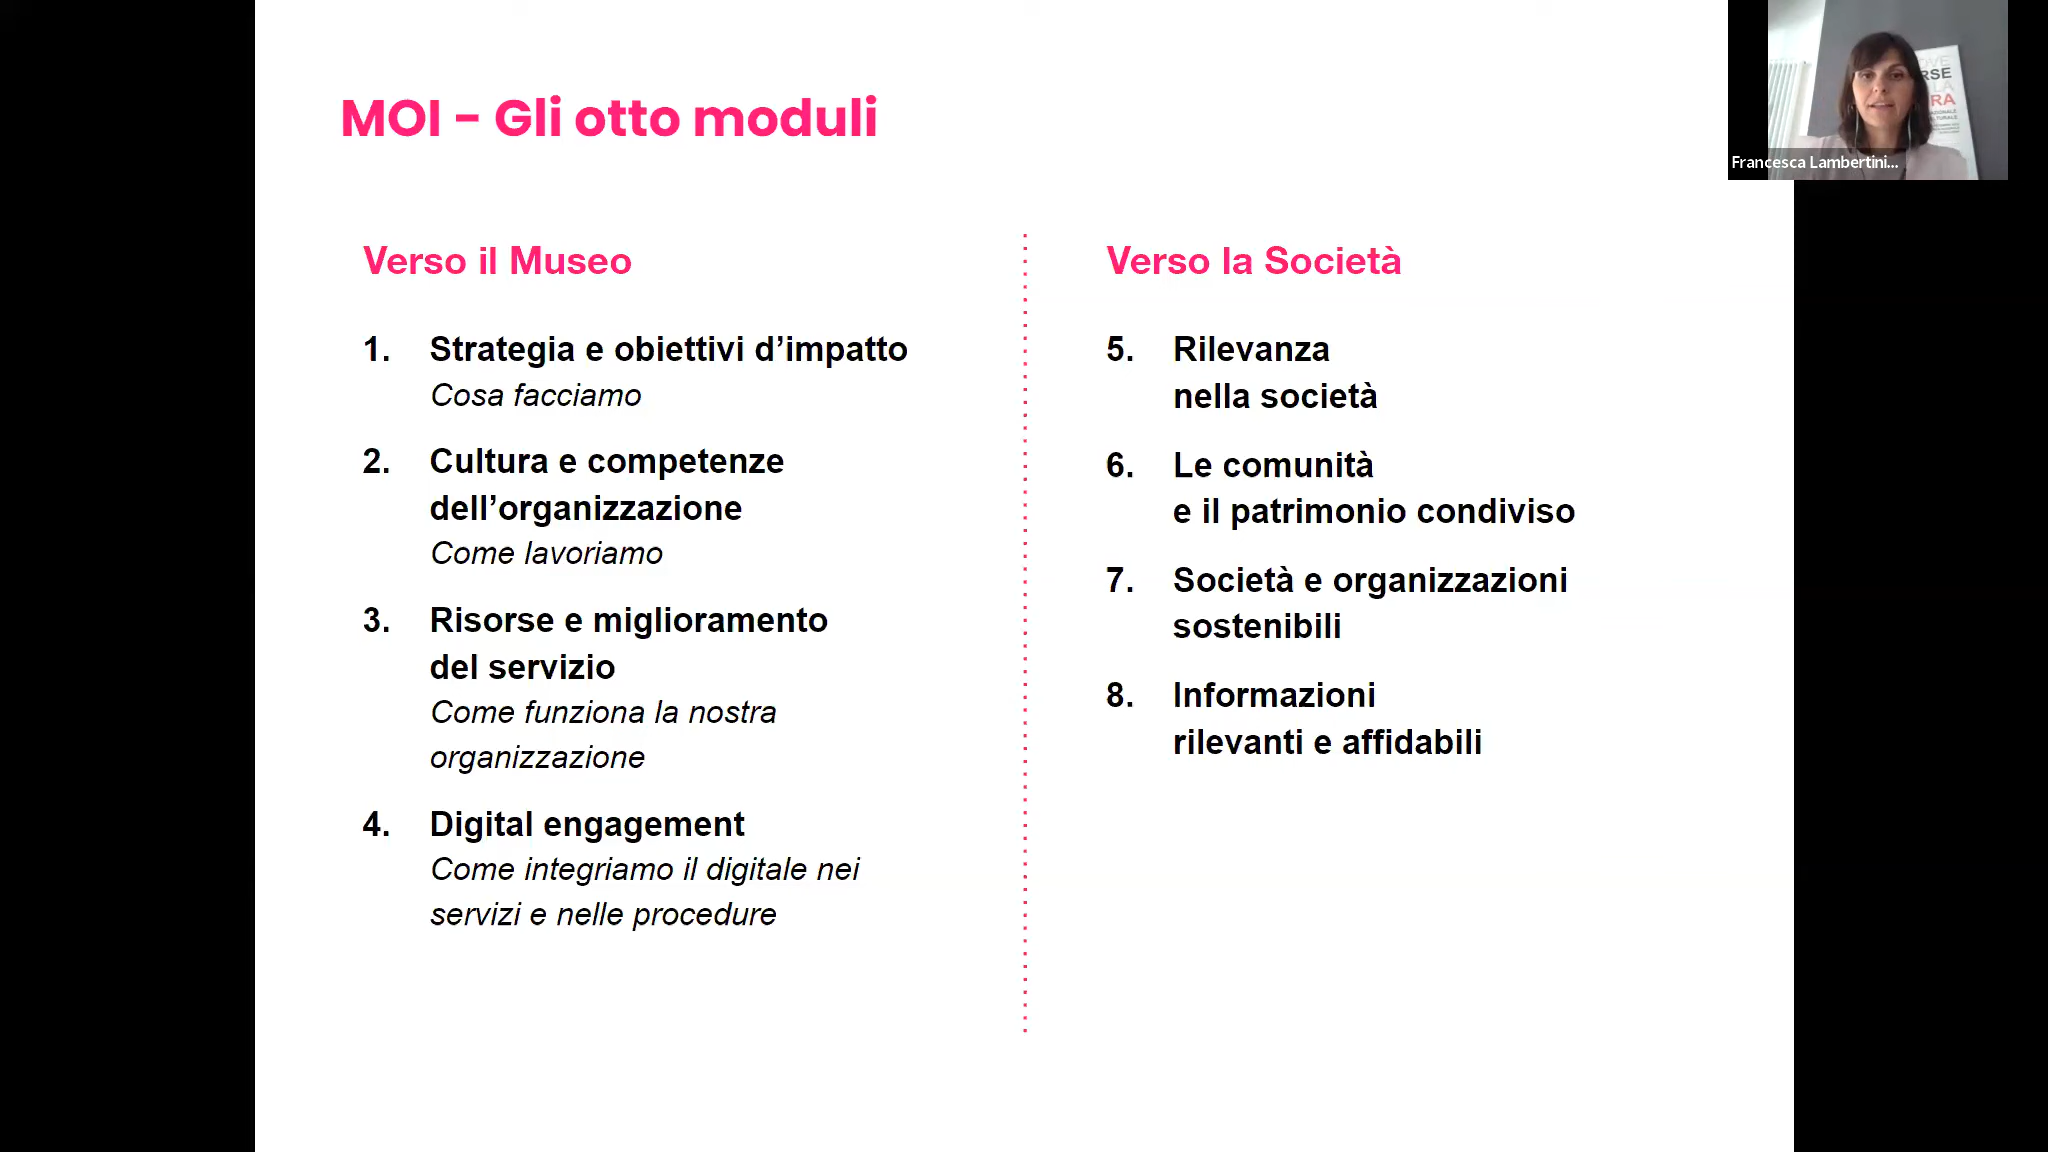 MOI - Gli otto moduli
Verso il Museo
1. Strategia e obiettivi d’impatto
Cosa facciamo
2. Cultura e competenze
dell’organizzazione
Come lavoriamo
3. Risorse e miglioramento
del servizio
Come funziona la nostra
organizzazione
4. Digital engagement
Come integriamo il digitale nei
servizi e nelle procedure
Verso la Società
5. Rilevanza
nella società
6. Le comunità
e il patrimonio condiviso
7. Società e organizzazioni
sostenibili
8. Informazioni
rilevanti e affidabili
RSE
RA
Francesca Lambertini...